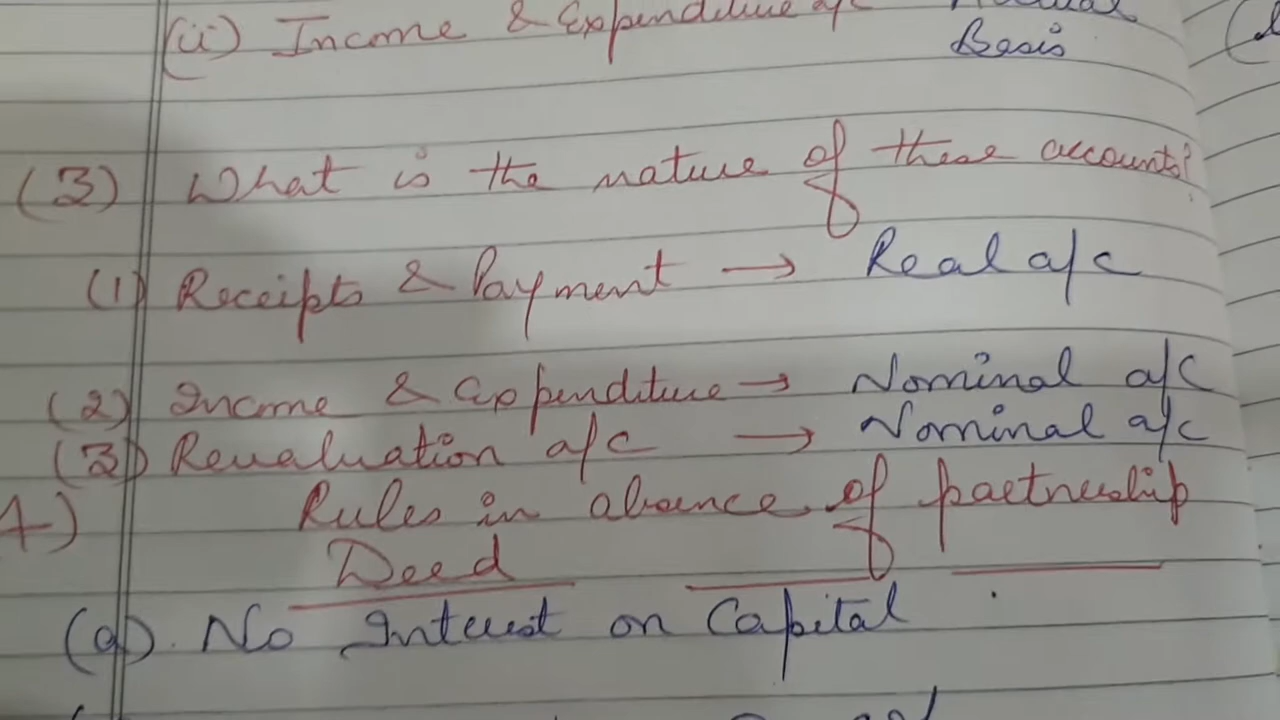 (ii) Income & Expenditure a/c
Basis
(3) What is the nature of these accounts?
(1) Receipts & Payment → Real a/c
(2) Income & Expenditure → Nominal a/c
(3) Revaluation a/c → Nominal a/c
4) Rules in absence of partnership
Deed
(a). No Interest on Capital